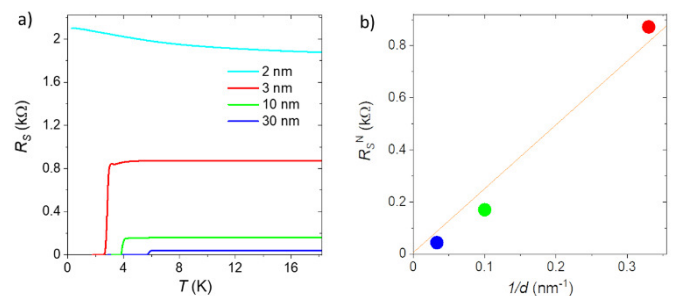 a)
2
1.6
1.2
0.8
0.4
0
R_S (kΩ)
2 nm
3 nm
10 nm
30 nm
0 4 8 12 16
T (K)
b)
0.8
0.6
0.4
0.2
0
R_S^N (kΩ)
0 0.1 0.2 0.3
1/d (nm⁻¹)